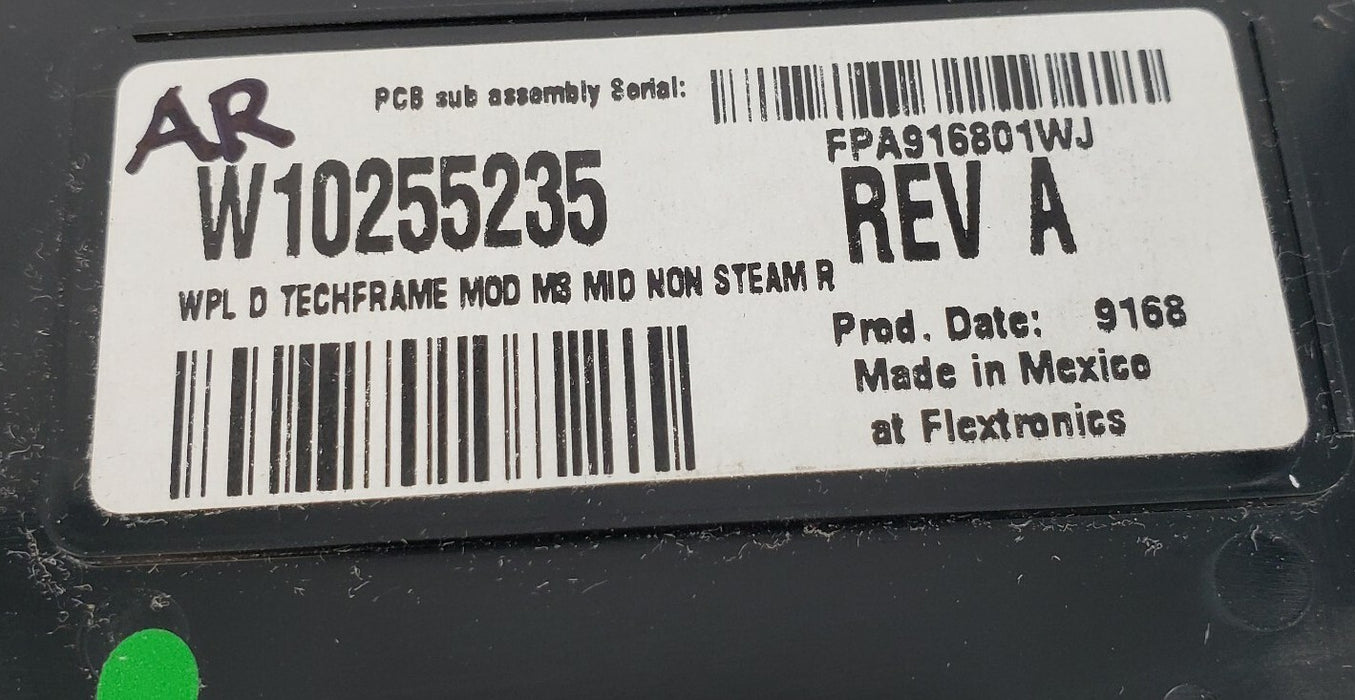 AR
PCB sub assembly Serial:
FPA916801WJ
W10255235
REV A
WPL D TECHFRAME MOD M8 MID NON STEAM R
Prod. Date: 9168
Made in Mexico
at Flextronics